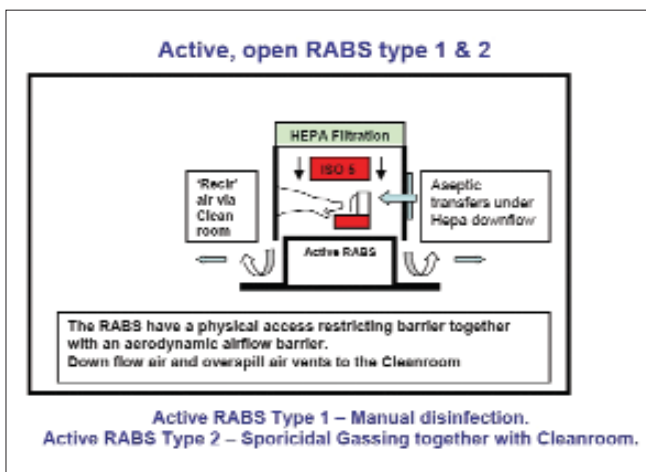 Active, open RABS type 1 & 2
HEPA Filtration
ISO 5
'Recir'
air via
Clean
room
Aseptic
transfers under
Hepa downflow
Active RABS
The RABS have a physical access restricting barrier together
with an aerodynamic airflow barrier.
Down flow air and overspill air vents to the Cleanroom
Active RABS Type 1 – Manual disinfection.
Active RABS Type 2 – Sporicidal Gassing together with Cleanroom.